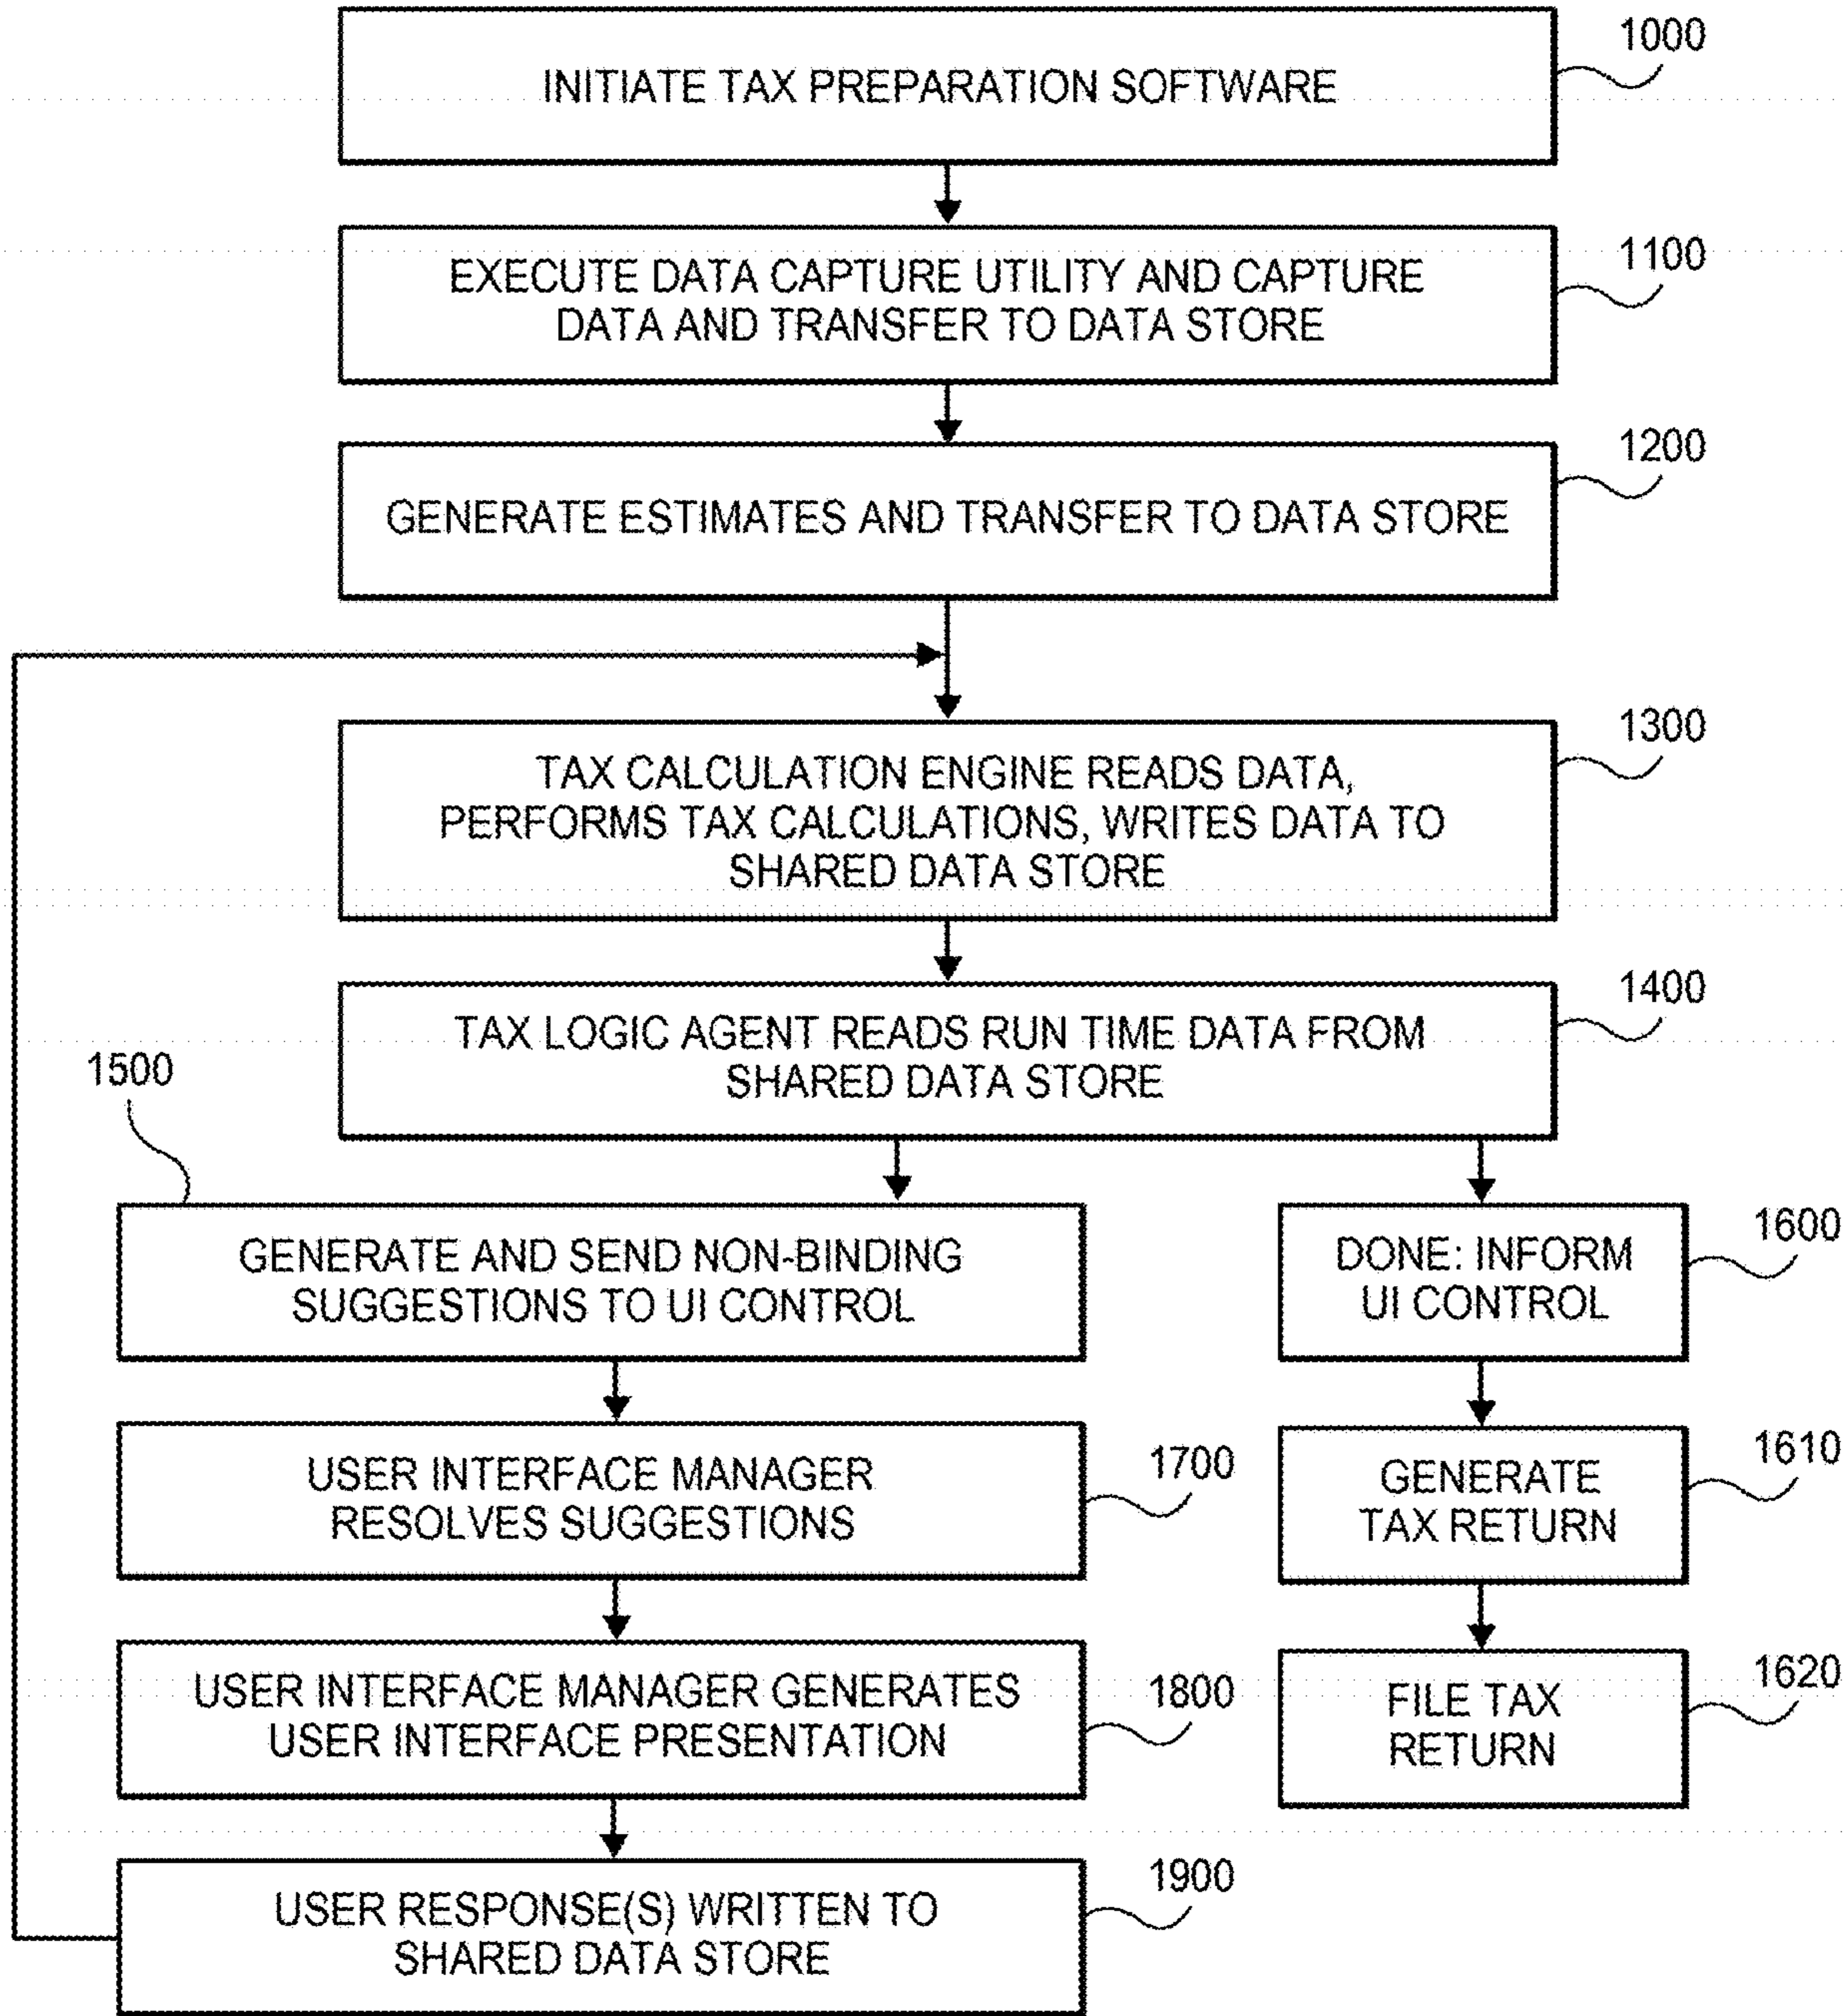 INITIATE TAX PREPARATION SOFTWARE
1000
EXECUTE DATA CAPTURE UTILITY AND CAPTURE
DATA AND TRANSFER TO DATA STORE
1100
GENERATE ESTIMATES AND TRANSFER TO DATA STORE
1200
TAX CALCULATION ENGINE READS DATA,
PERFORMS TAX CALCULATIONS, WRITES DATA TO
SHARED DATA STORE
1300
TAX LOGIC AGENT READS RUN TIME DATA FROM
SHARED DATA STORE
1400
1500
GENERATE AND SEND NON-BINDING
SUGGESTIONS TO UI CONTROL
DONE: INFORM
UI CONTROL
1600
USER INTERFACE MANAGER
RESOLVES SUGGESTIONS
1700
GENERATE
TAX RETURN
1610
USER INTERFACE MANAGER GENERATES
USER INTERFACE PRESENTATION
1800
FILE TAX
RETURN
1620
USER RESPONSE(S) WRITTEN TO
SHARED DATA STORE
1900